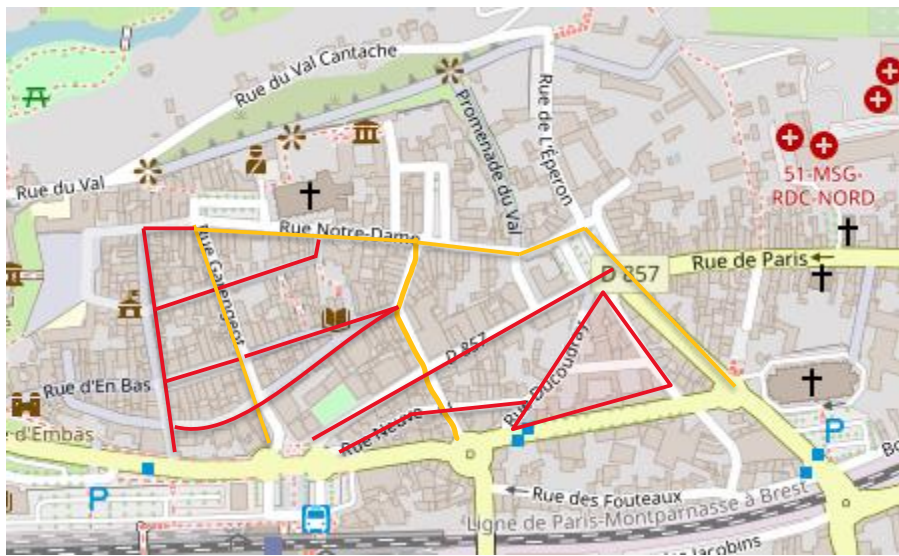 Rue du Val Cantache
Promenade du Val
Rue de L'Éperon
51-MSG-
RDC-NORD
Rue du Val
Rue Notre-Dame
Rue Garengeot
Rue de Paris
D 857
D 857
Rue Ducoudray
Rue d'En Bas
Rue Neuve
d'Embas
P
P
Rue des Fouteaux
Ligne de Paris-Montparnasse à Brest
Jacobins